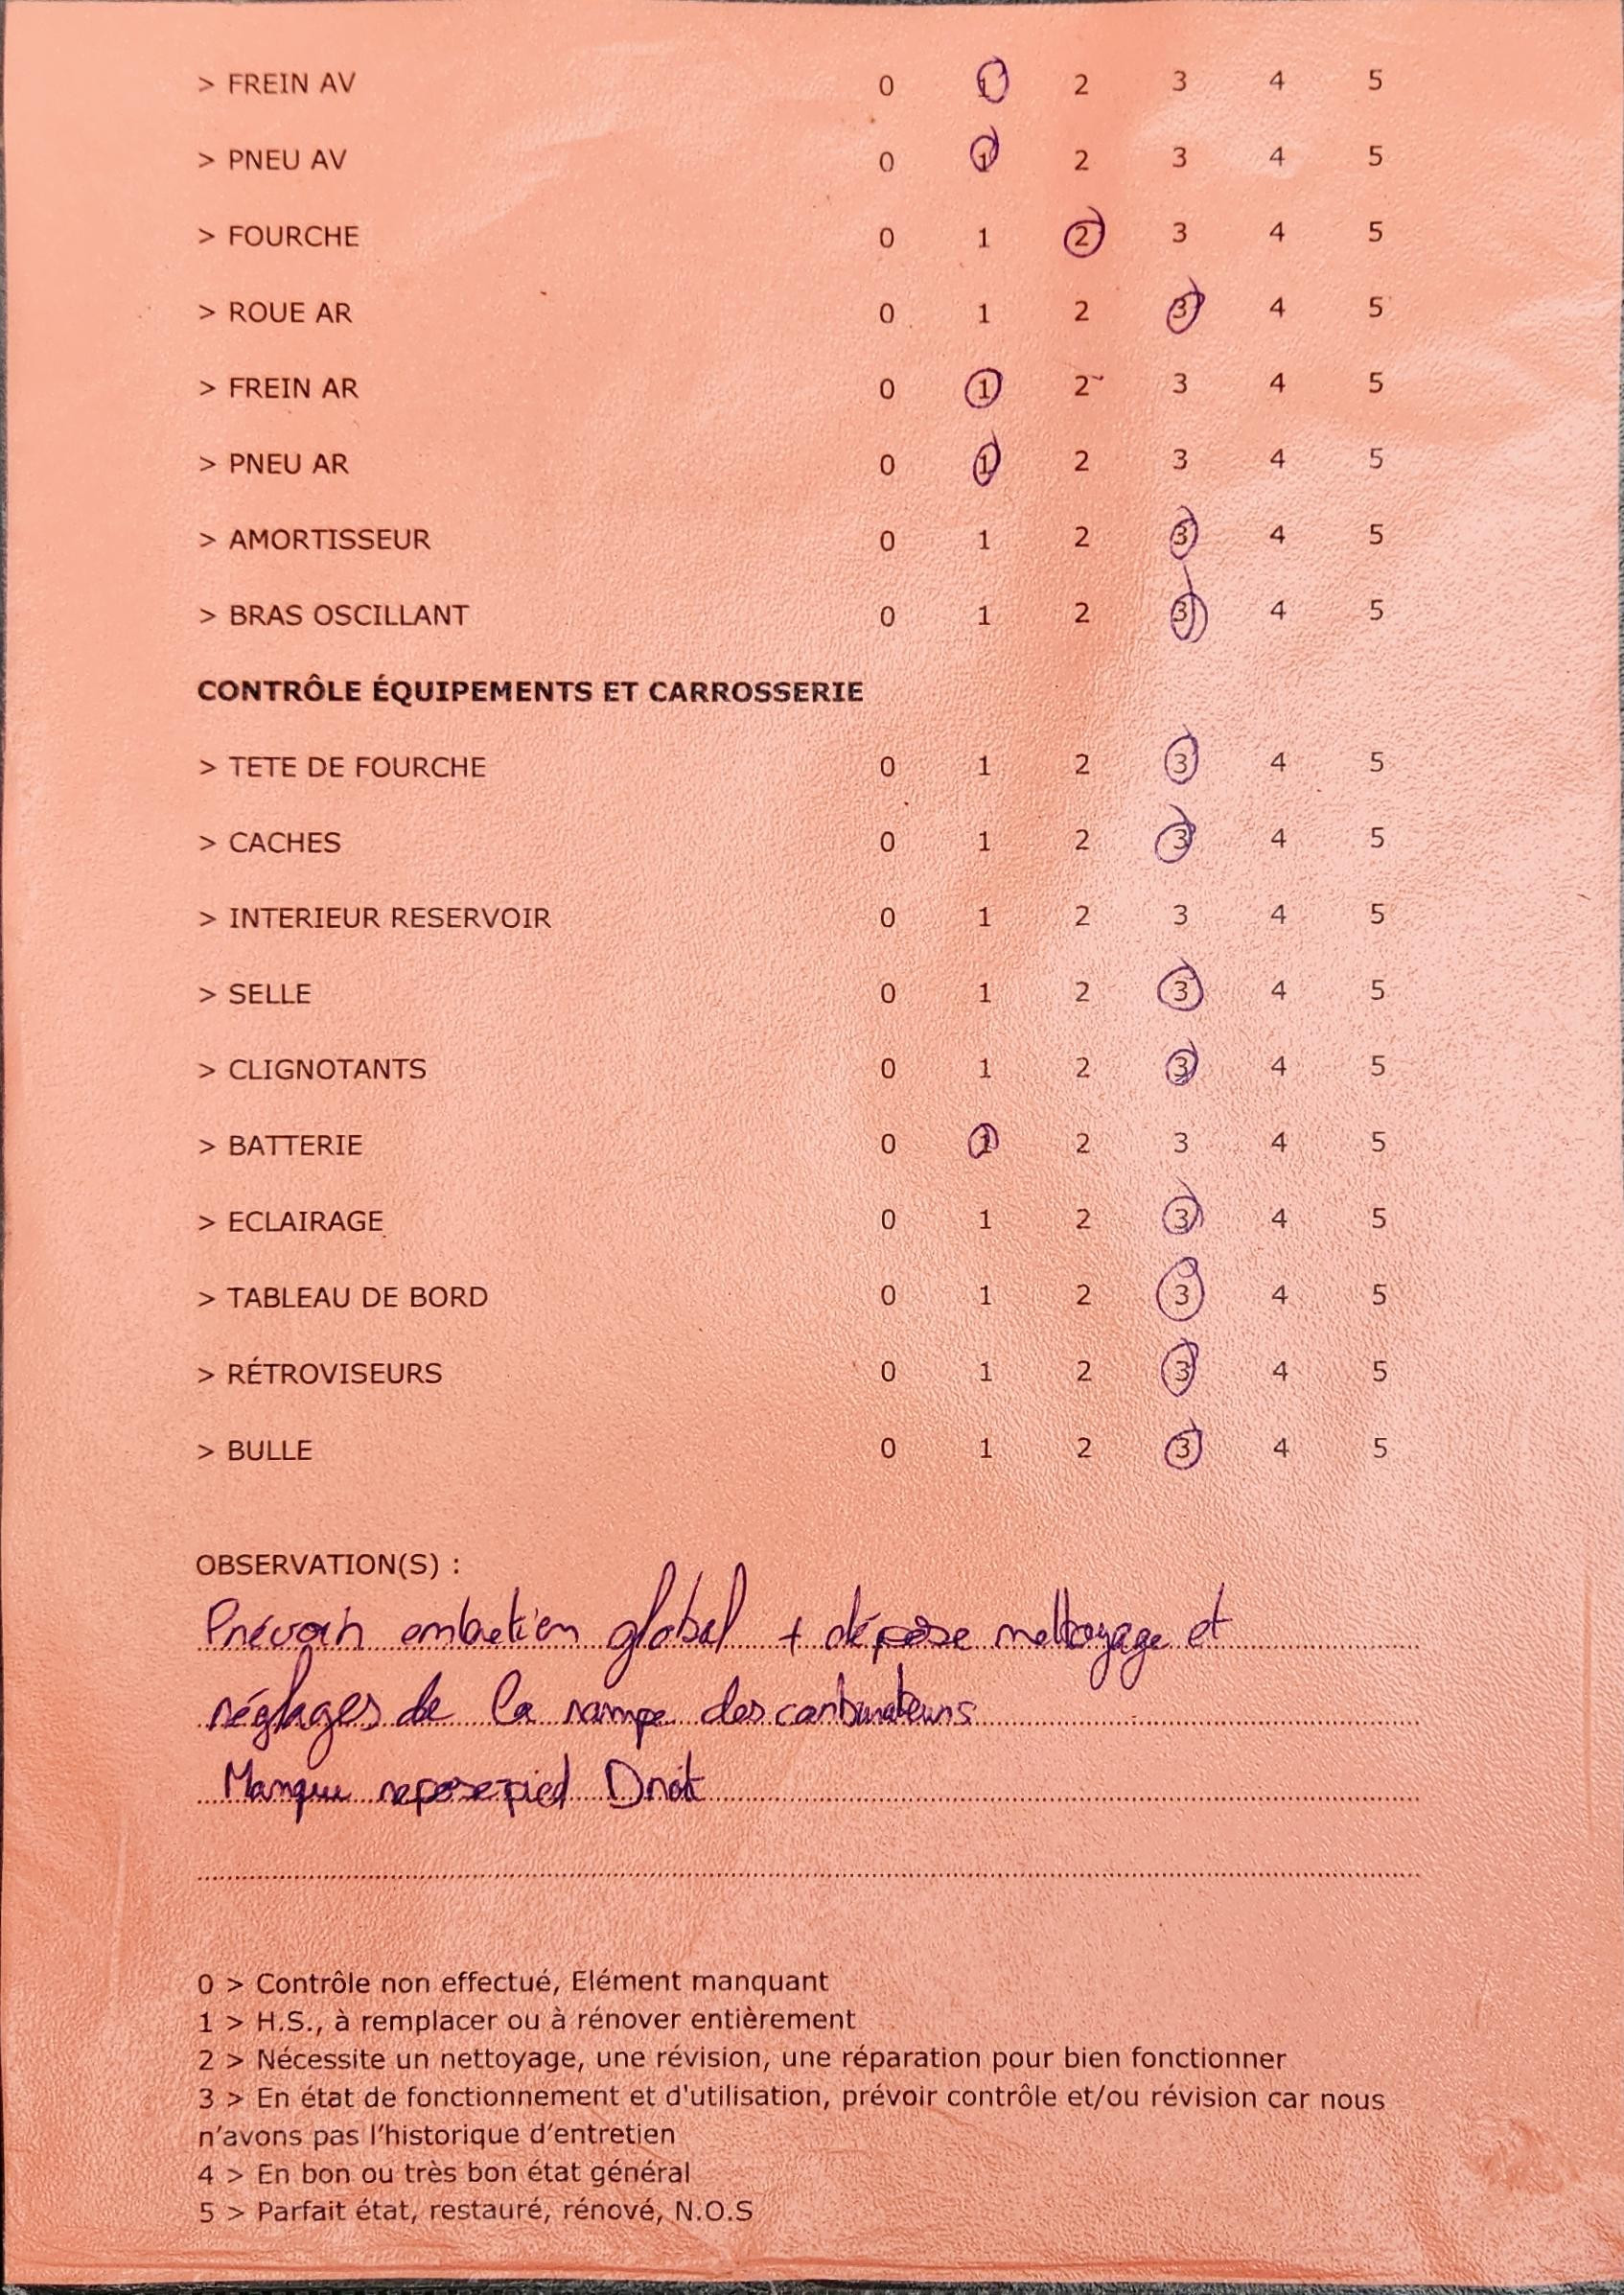 > FREIN AV 0 1 2 3 4 5
> PNEU AV 0 1 2 3 4 5
> FOURCHE 0 1 2 3 4 5
> ROUE AR 0 1 2 3 4 5
> FREIN AR 0 1 2 3 4 5
> PNEU AR 0 1 2 3 4 5
> AMORTISSEUR 0 1 2 3 4 5
> BRAS OSCILLANT 0 1 2 3 4 5
CONTRÔLE ÉQUIPEMENTS ET CARROSSERIE
> TETE DE FOURCHE 0 1 2 3 4 5
> CACHES 0 1 2 3 4 5
> INTERIEUR RESERVOIR 0 1 2 3 4 5
> SELLE 0 1 2 3 4 5
> CLIGNOTANTS 0 1 2 3 4 5
> BATTERIE 0 1 2 3 4 5
> ECLAIRAGE 0 1 2 3 4 5
> TABLEAU DE BORD 0 1 2 3 4 5
> RÉTROVISEURS 0 1 2 3 4 5
> BULLE 0 1 2 3 4 5
OBSERVATION(S) :
Prévoir entretien global + dépose nettoyage et
réglages de la rampe des carburateurs
Manque repose-pied Droit
0 > Contrôle non effectué, Elément manquant
1 > H.S., à remplacer ou à rénover entièrement
2 > Nécessite un nettoyage, une révision, une réparation pour bien fonctionner
3 > En état de fonctionnement et d'utilisation, prévoir contrôle et/ou révision car nous
n'avons pas l'historique d'entretien
4 > En bon ou très bon état général
5 > Parfait état, restauré, rénové, N.O.S